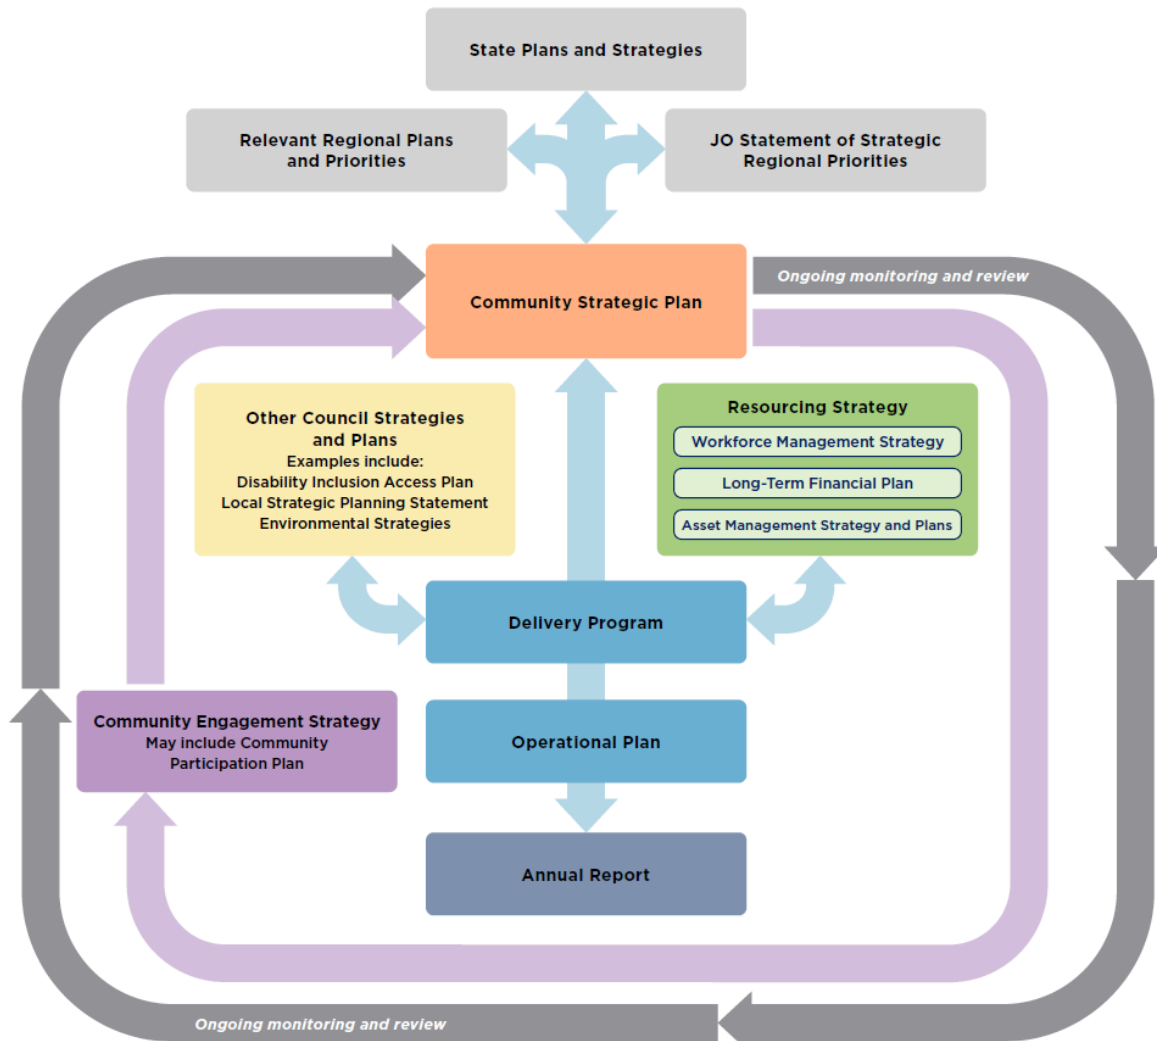 State Plans and Strategies
Relevant Regional Plans
and Priorities
JO Statement of Strategic
Regional Priorities
Ongoing monitoring and review
Community Strategic Plan
Other Council Strategies
and Plans
Examples include:
Disability Inclusion Access Plan
Local Strategic Planning Statement
Environmental Strategies
Resourcing Strategy
Workforce Management Strategy
Long-Term Financial Plan
Asset Management Strategy and Plans
Delivery Program
Community Engagement Strategy
May include Community
Participation Plan
Operational Plan
Annual Report
Ongoing monitoring and review